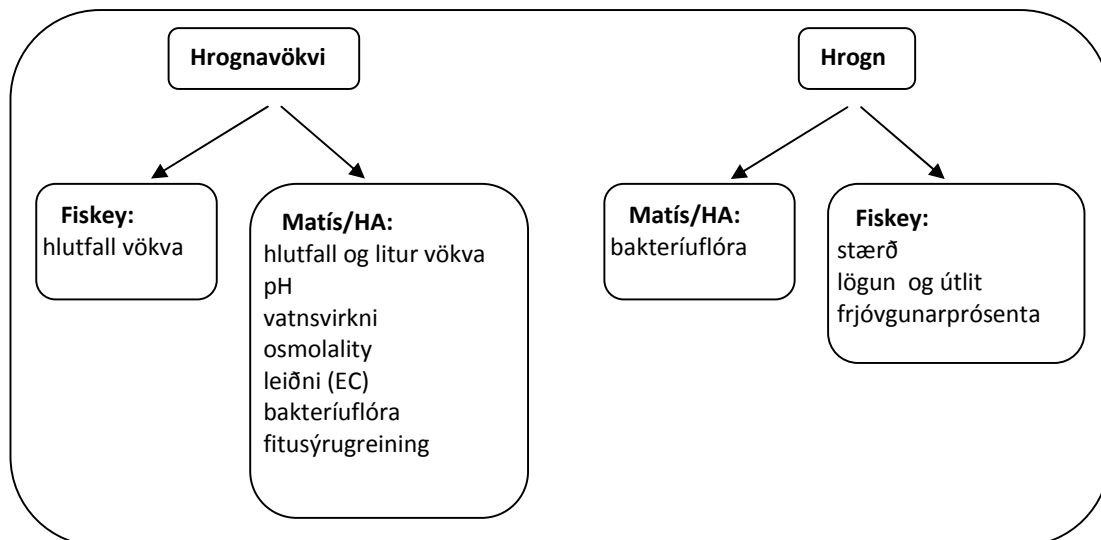 Hrognavökvi
Hrogn
Fiskey:
hlutfall vökva
Matís/HA:
hlutfall og litur vökva
pH
vatnsvirkni
osmolality
leiðni (EC)
bakteríuflóra
fitusýrugreining
Matís/HA:
bakteríuflóra
Fiskey:
stærð
lögun og útlit
frjóvgunarprósenta